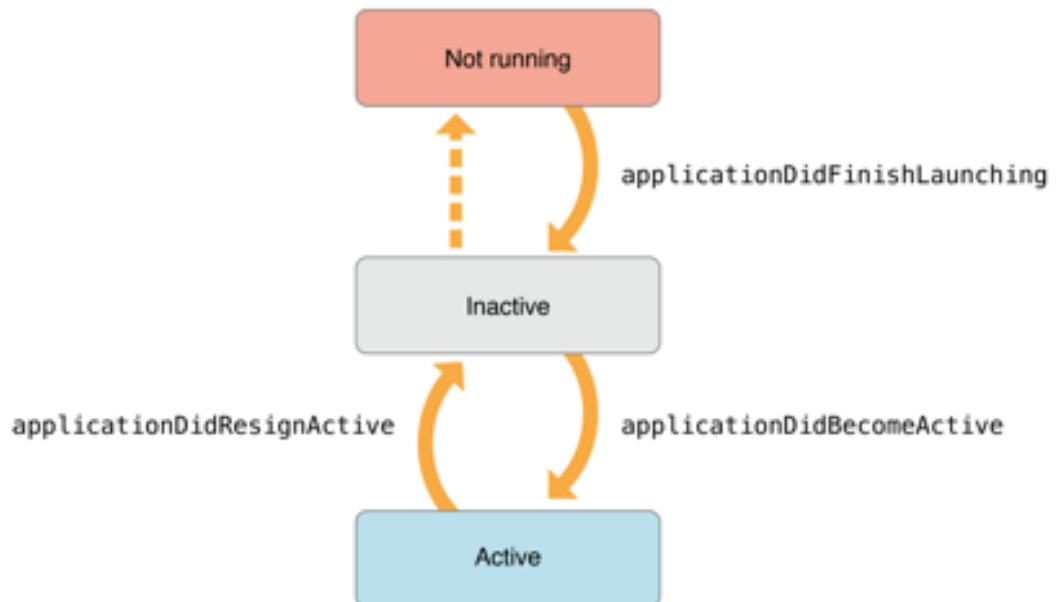 Not running
applicationDidFinishLaunching
Inactive
applicationDidResignActive
applicationDidBecomeActive
Active